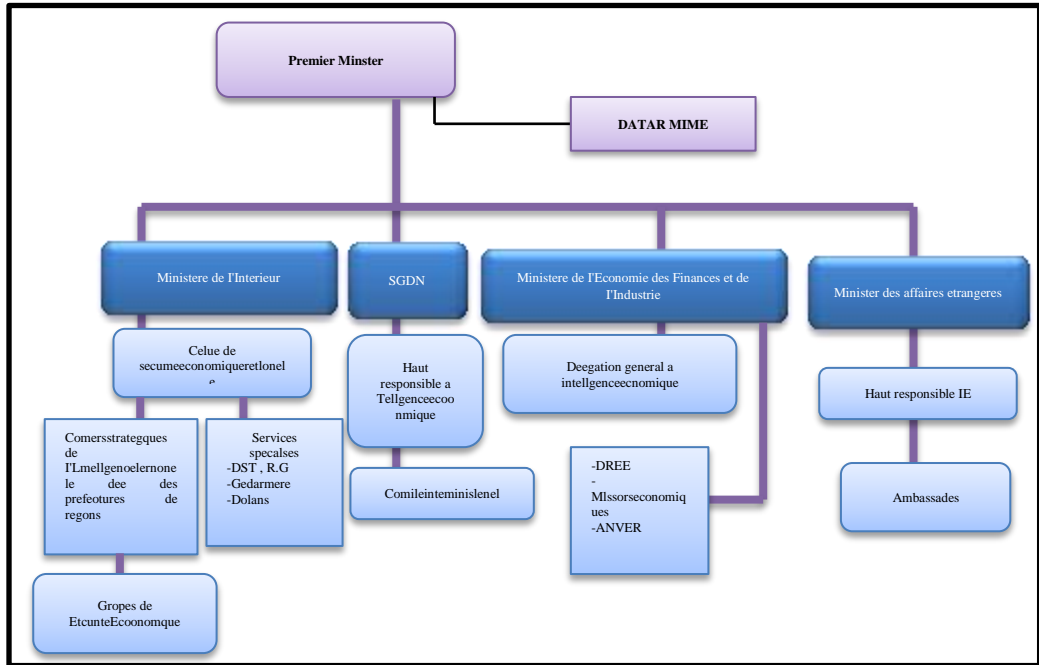 Premier Minster
DATAR MIME
Ministere de l'Interieur
SGDN
Ministere de l'Economie des Finances et de
l'Industrie
Minister des affaires etrangeres
Celue de
secumeeconomiqueretlonel
Haut
responsible a
Tellgenceecoo
nmique
Deegation general a
intellgenceecnomique
Haut responsible IE
Comersstrategques
de
I'Lmellgenoelernone
le dee des
prefeotures de
regons
Services
specalses
-DST , R.G
-Gedarmere
-Dolans
Comileinteminislenel
-DREE
-
Mlssorseconomiq
ues
-ANVER
Ambassades
Gropes de
EtcunteEcoonomque